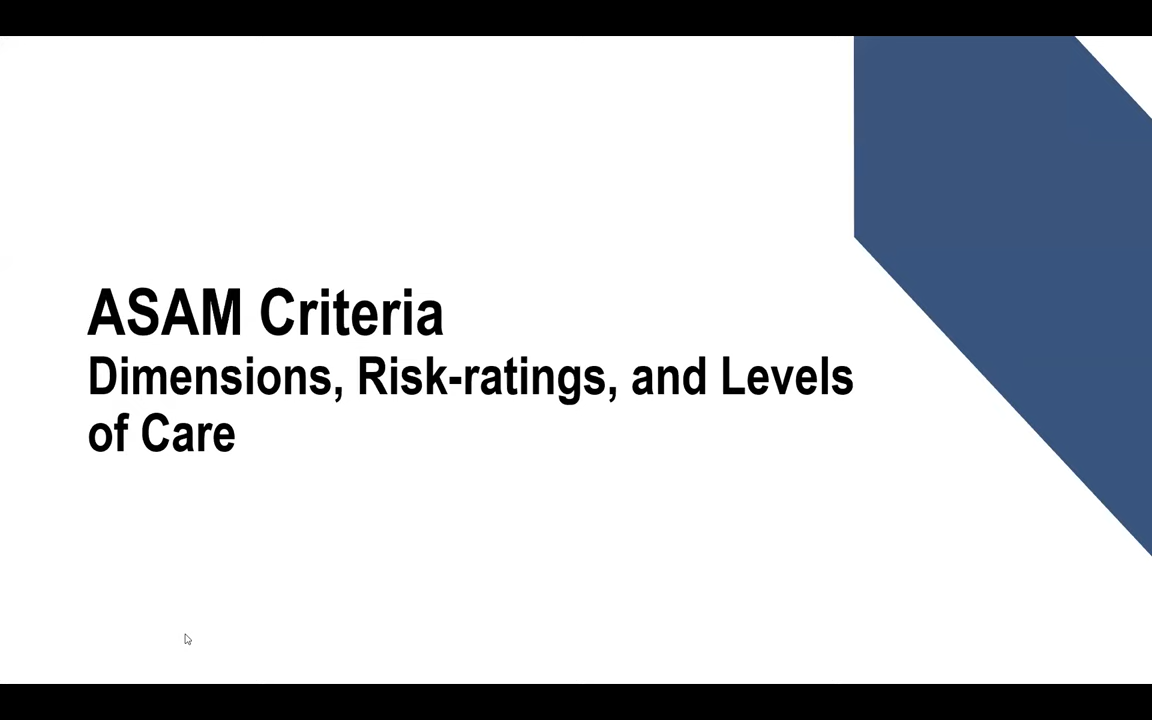 ASAM Criteria
Dimensions, Risk-ratings, and Levels
of Care